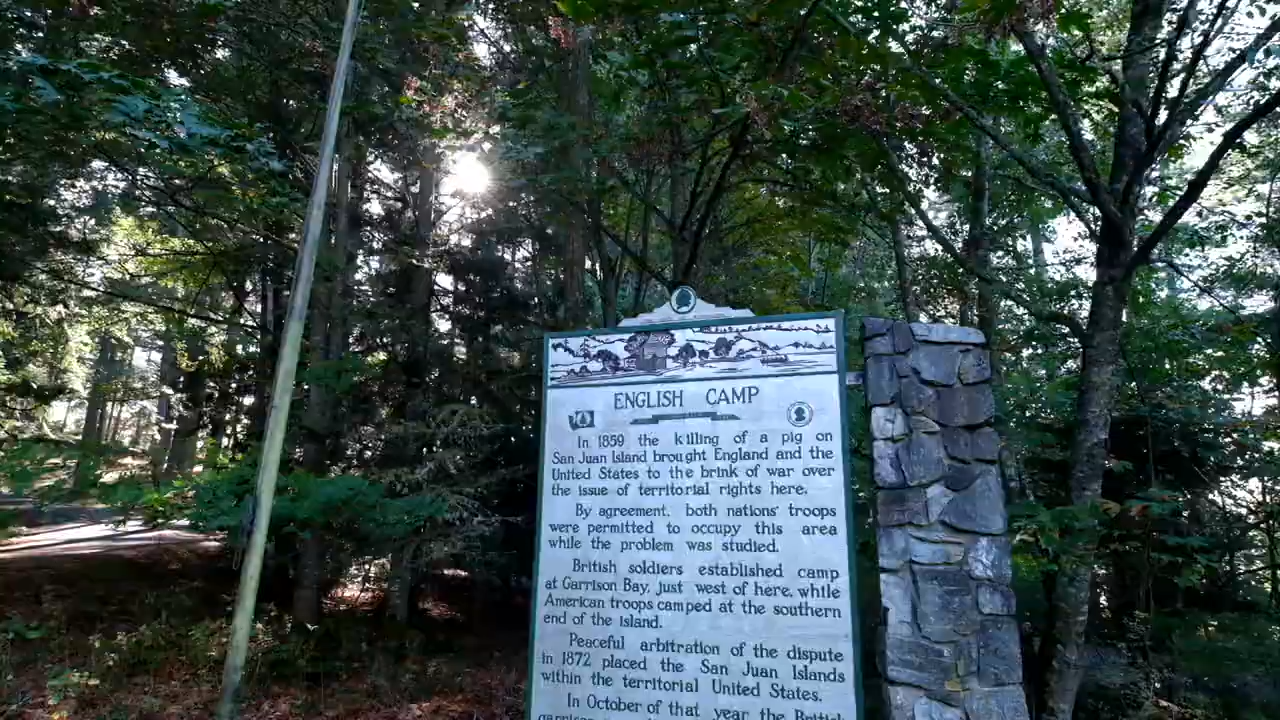 ENGLISH CAMP
In 1859 the killing of a pig on
San Juan Island brought England and the
United States to the brink of war over
the issue of territorial rights here.
By agreement, both nations' troops
were permitted to occupy this area
while the problem was studied.
British soldiers established camp
at Garrison Bay, just west of here, while
American troops camped at the southern
end of the island.
Peaceful arbitration of the dispute
in 1872 placed the San Juan Islands
within the territorial United States.
In October of that year the British